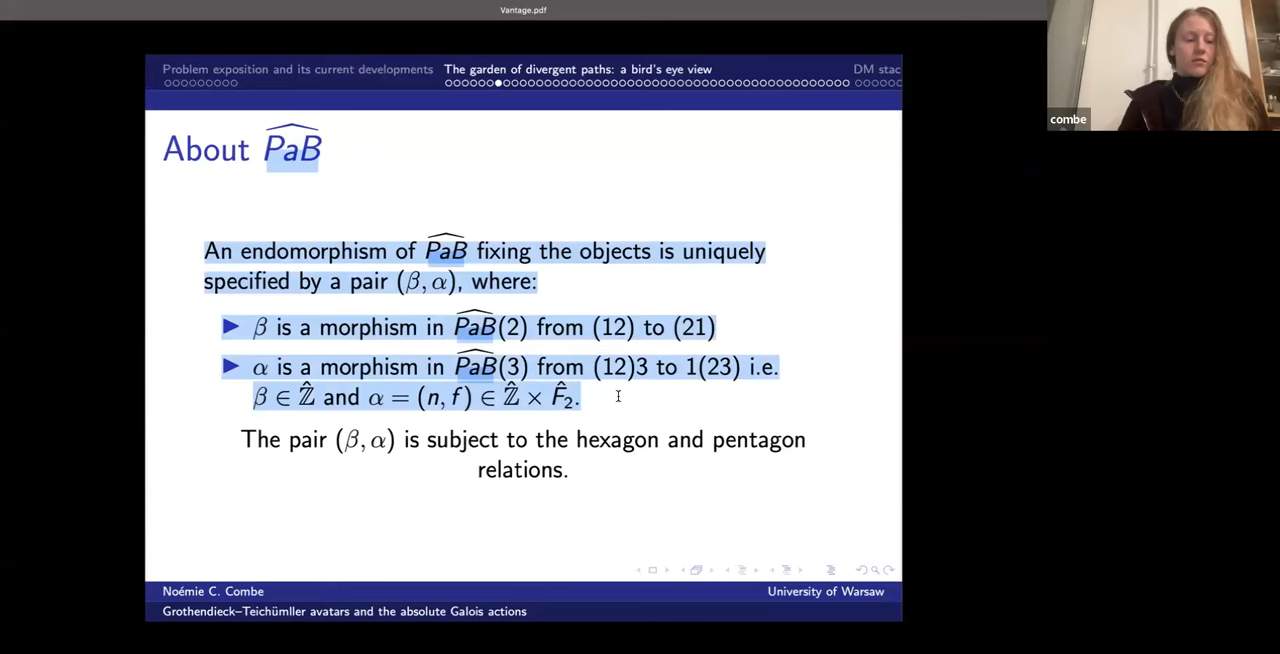 Vantage.pdf
combe
Problem exposition and its current developments
The garden of divergent paths: a bird's eye view
DM stac
About \widehat{PaB}
An endomorphism of \widehat{PaB} fixing the objects is uniquely
specified by a pair (β, α), where:
▶ β is a morphism in \widehat{PaB}(2) from (12) to (21)
▶ α is a morphism in \widehat{PaB}(3) from (12)3 to 1(23) i.e.
β ∈ \hat{ℤ} and α = (n, f) ∈ \hat{ℤ} × \hat{F}₂.
The pair (β, α) is subject to the hexagon and pentagon
relations.
Noémie C. Combe
University of Warsaw
Grothendieck–Teichümller avatars and the absolute Galois actions